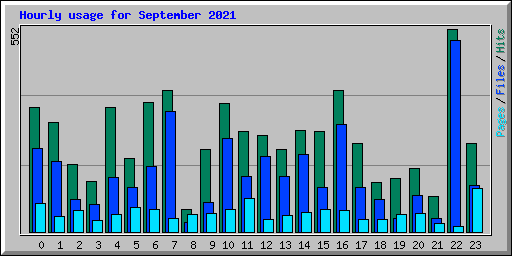 Hourly usage for September 2021
552
Pages/Files/Hits
0 1 2 3 4 5 6 7 8 9 10 11 12 13 14 15 16 17 18 19 20 21 22 23